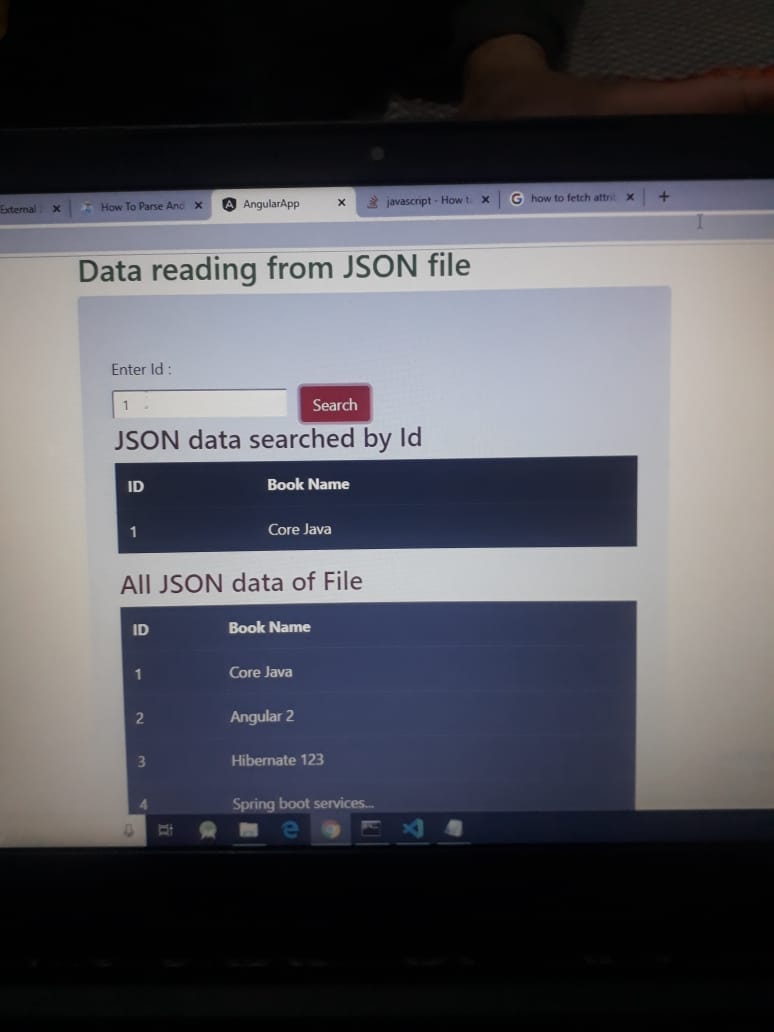 External
How To Parse And
AngularApp
javascript - How t
how to fetch attri
Data reading from JSON file
Enter Id :
1
Search
JSON data searched by Id
ID Book Name
1 Core Java
All JSON data of File
ID Book Name
1 Core Java
2 Angular 2
3 Hibernate 123
4 Spring boot services...